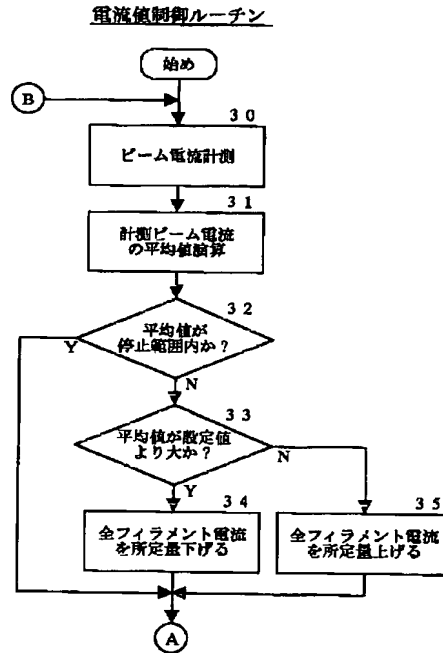 電流値制御ルーチン
始め
B
30
ビーム電流計測
31
計測ビーム電流
の平均値演算
32
平均値が
停止範囲内か?
Y
N
33
平均値が設定値
より大か?
N
Y
34
全フィラメント電流
を所定量下げる
35
全フィラメント電流
を所定量上げる
A